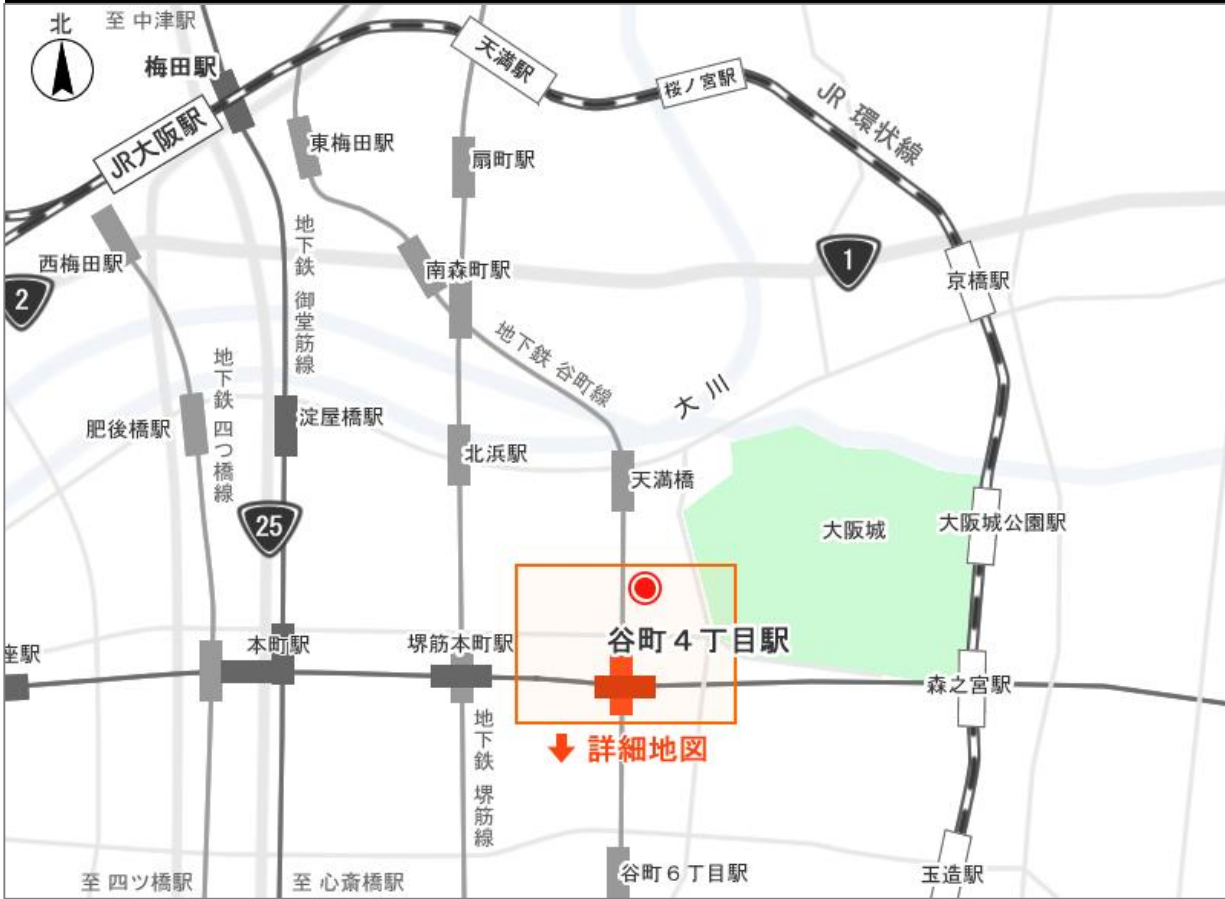 北
至 中津駅
梅田駅
天満駅
桜ノ宮駅
JR 環状線
JR大阪駅
東梅田駅
扇町駅
地下鉄 御堂筋線
西梅田駅
南森町駅
1
京橋駅
2
地下鉄 谷町線
大川
地下鉄 四つ橋線
肥後橋駅
淀屋橋駅
北浜駅
天満橋
25
大阪城
大阪城公園駅
座駅
本町駅
堺筋本町駅
谷町４丁目駅
森之宮駅
詳細地図
地下鉄 堺筋線
至 四ツ橋駅
至 心斎橋駅
谷町６丁目駅
玉造駅